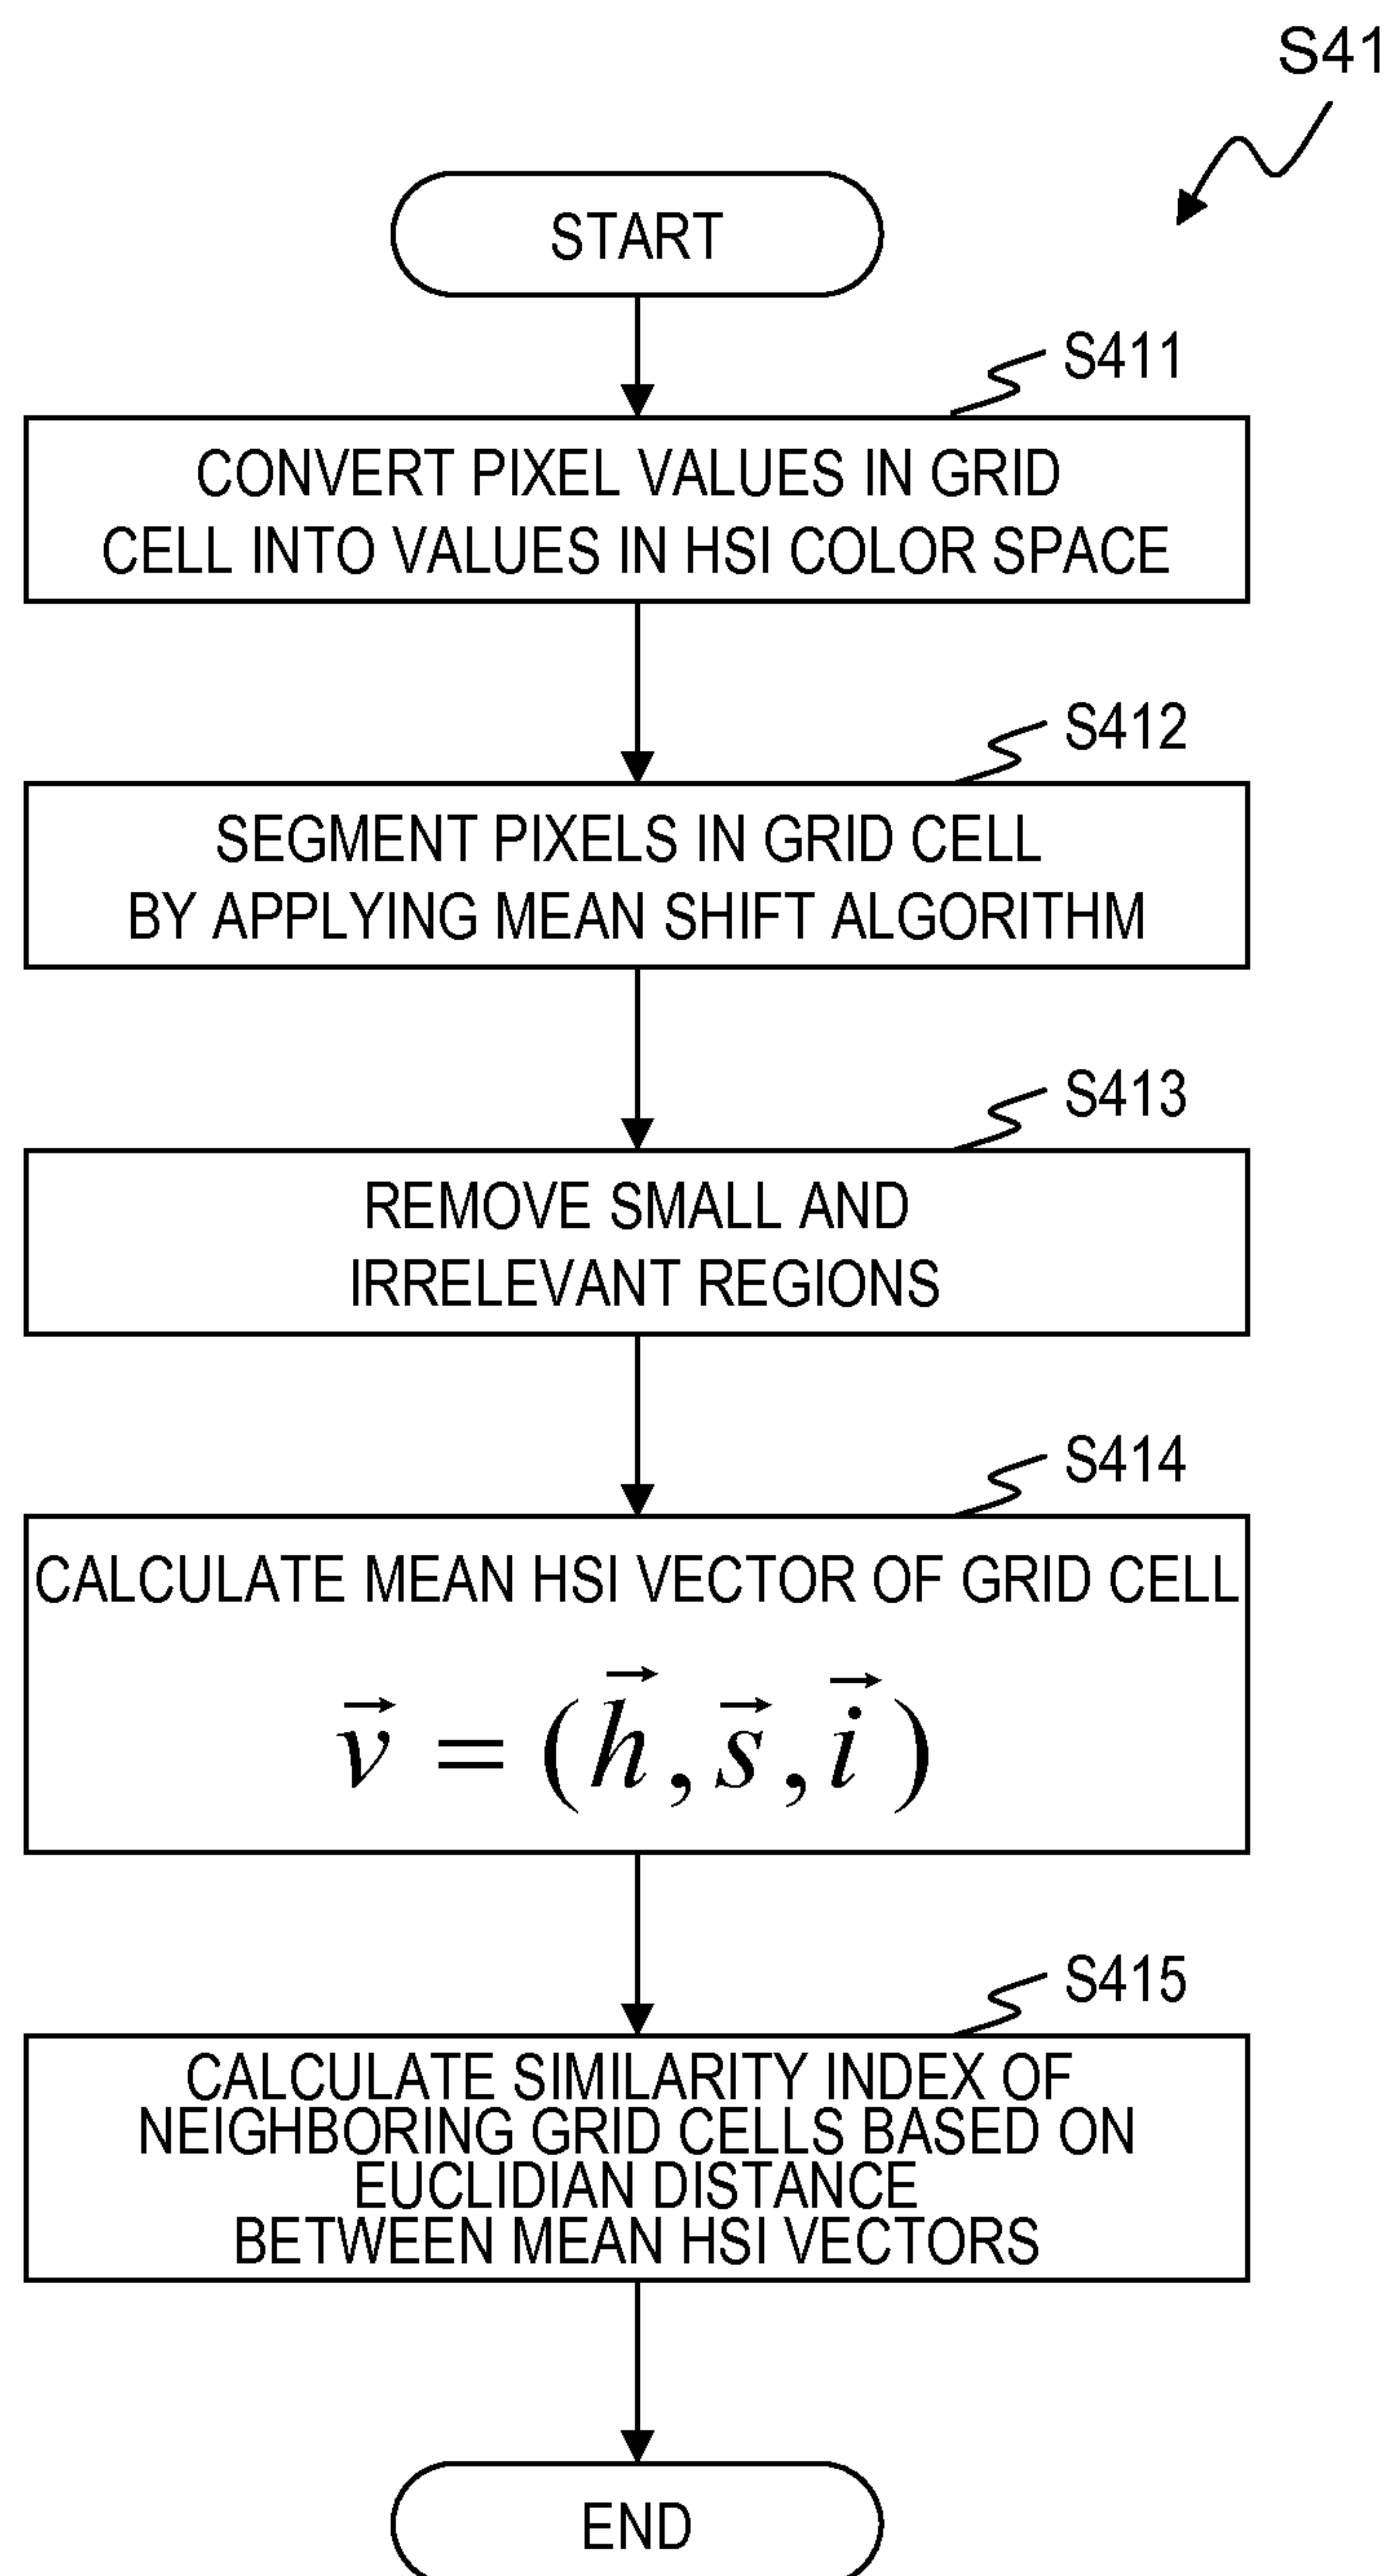 S41
START
S411
CONVERT PIXEL VALUES IN GRID
CELL INTO VALUES IN HSI COLOR SPACE
S412
SEGMENT PIXELS IN GRID CELL
BY APPLYING MEAN SHIFT ALGORITHM
S413
REMOVE SMALL AND
IRRELEVANT REGIONS
S414
CALCULATE MEAN HSI VECTOR OF GRID CELL
v⃗ = (h⃗, s⃗, i⃗)
S415
CALCULATE SIMILARITY INDEX OF
NEIGHBORING GRID CELLS BASED ON
EUCLIDIAN DISTANCE
BETWEEN MEAN HSI VECTORS
END